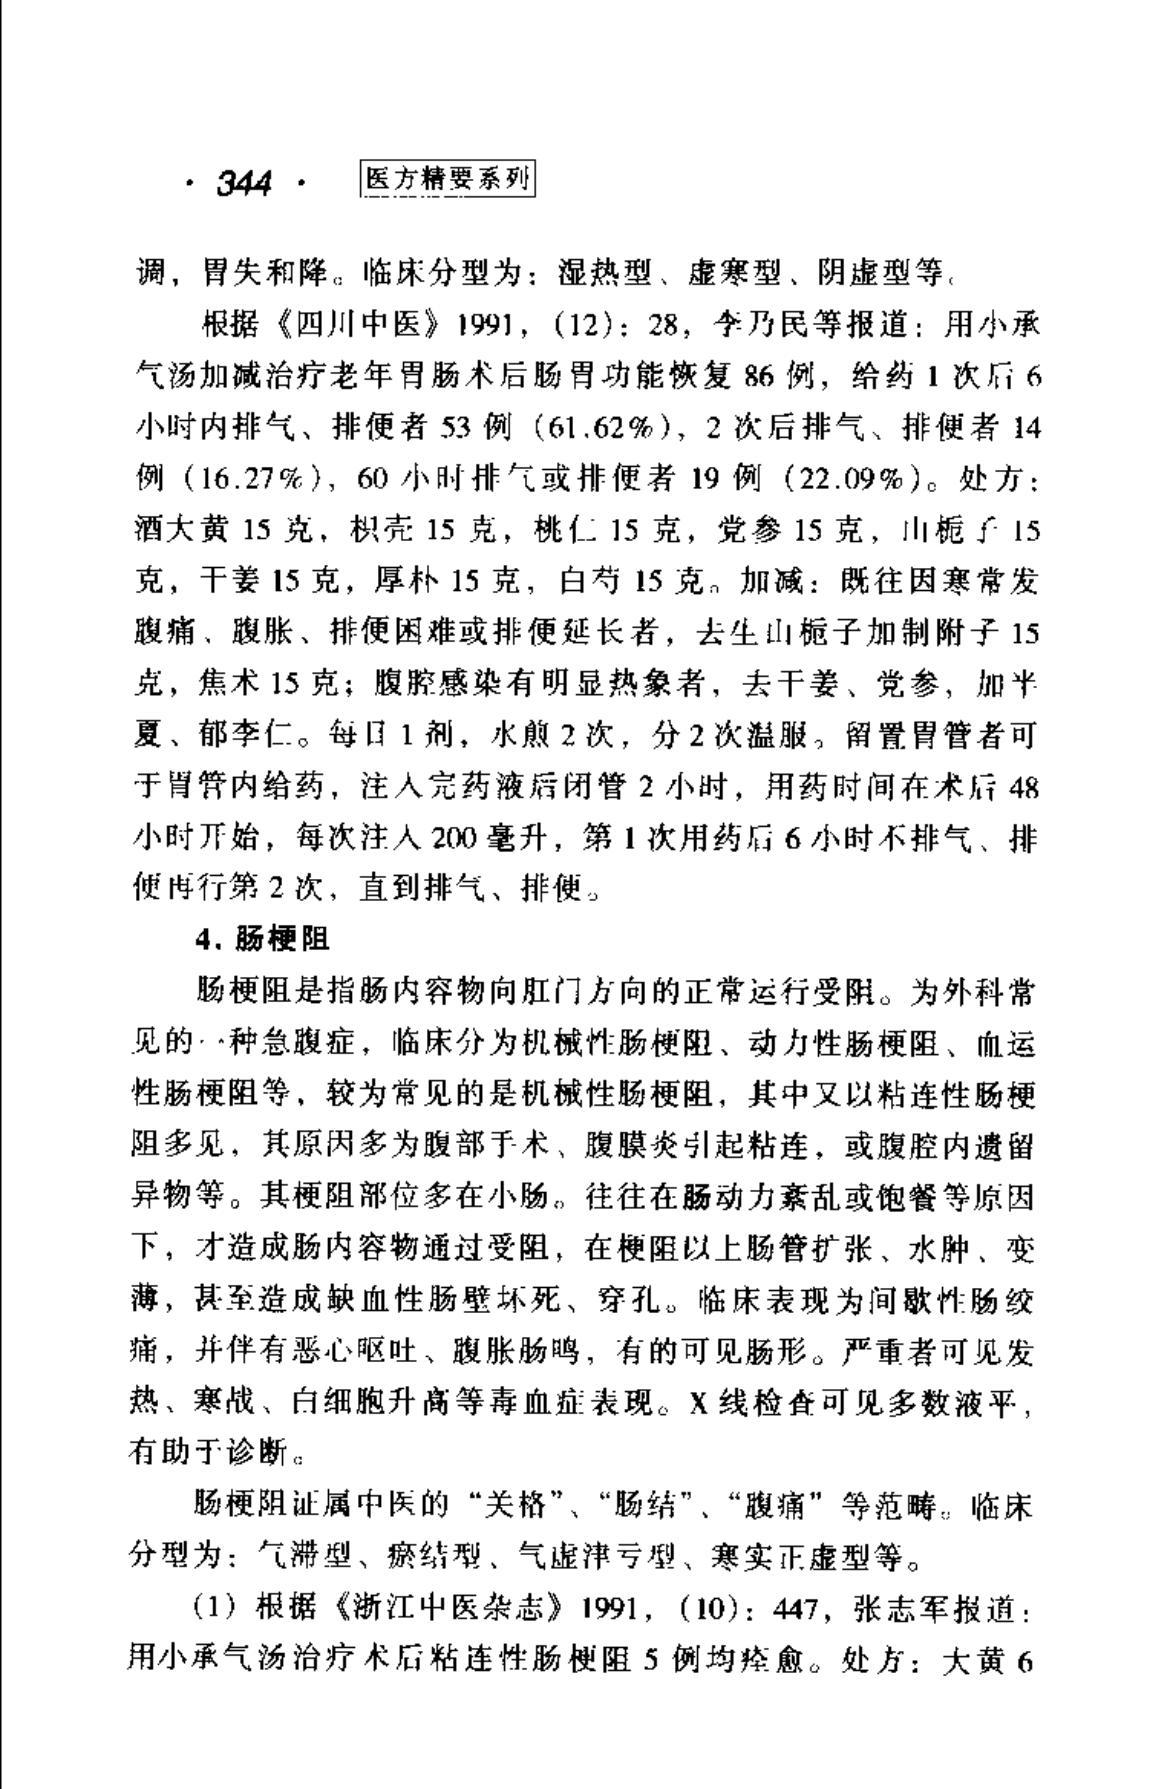 · 344 · 医方精要系列
调，胃失和降。临床分型为：湿热型、虚寒型、阴虚型等。
根据《四川中医》1991，（12）：28，李乃民等报道：用小承
气汤加减治疗老年胃肠术后肠胃功能恢复 86 例，给药 1 次后 6
小时内排气、排便者 53 例（61.62%），2 次后排气、排便者 14
例（16.27%），60 小时排气或排便者 19 例（22.09%）。处方：
酒大黄 15 克，枳壳 15 克，桃仁 15 克，党参 15 克，山栀子 15
克，干姜 15 克，厚朴 15 克，白芍 15 克。加减：既往因寒常发
腹痛、腹胀、排便困难或排便延长者，去生山栀子加制附子 15
克，焦术 15 克；腹腔感染有明显热象者，去干姜、党参，加半
夏、郁李仁。每日 1 剂，水煎 2 次，分 2 次温服。留置胃管者可
于胃管内给药，注入完药液后闭管 2 小时，用药时间在术后 48
小时开始，每次注入 200 毫升，第 1 次用药后 6 小时不排气、排
便再行第 2 次，直到排气、排便。
4. 肠梗阻
肠梗阻是指肠内容物向肛门方向的正常运行受阻。为外科常
见的一种急腹症，临床分为机械性肠梗阻、动力性肠梗阻、血运
性肠梗阻等，较为常见的是机械性肠梗阻，其中又以粘连性肠梗
阻多见，其原因多为腹部手术、腹膜炎引起粘连，或腹腔内遗留
异物等。其梗阻部位多在小肠。往往在肠动力紊乱或饱餐等原因
下，才造成肠内容物通过受阻，在梗阻以上肠管扩张、水肿、变
薄，甚至造成缺血性肠壁坏死、穿孔。临床表现为间歇性肠绞
痛，并伴有恶心呕吐、腹胀肠鸣，有的可见肠形。严重者可见发
热、寒战、白细胞升高等毒血症表现。X 线检查可见多数液平，
有助于诊断。
肠梗阻证属中医的“关格”、“肠结”、“腹痛”等范畴。临床
分型为：气滞型、瘀结型、气虚津亏型、寒实正虚型等。
（1）根据《浙江中医杂志》1991，（10）：447，张志军报道：
用小承气汤治疗术后粘连性肠梗阻 5 例均痊愈。处方：大黄 6